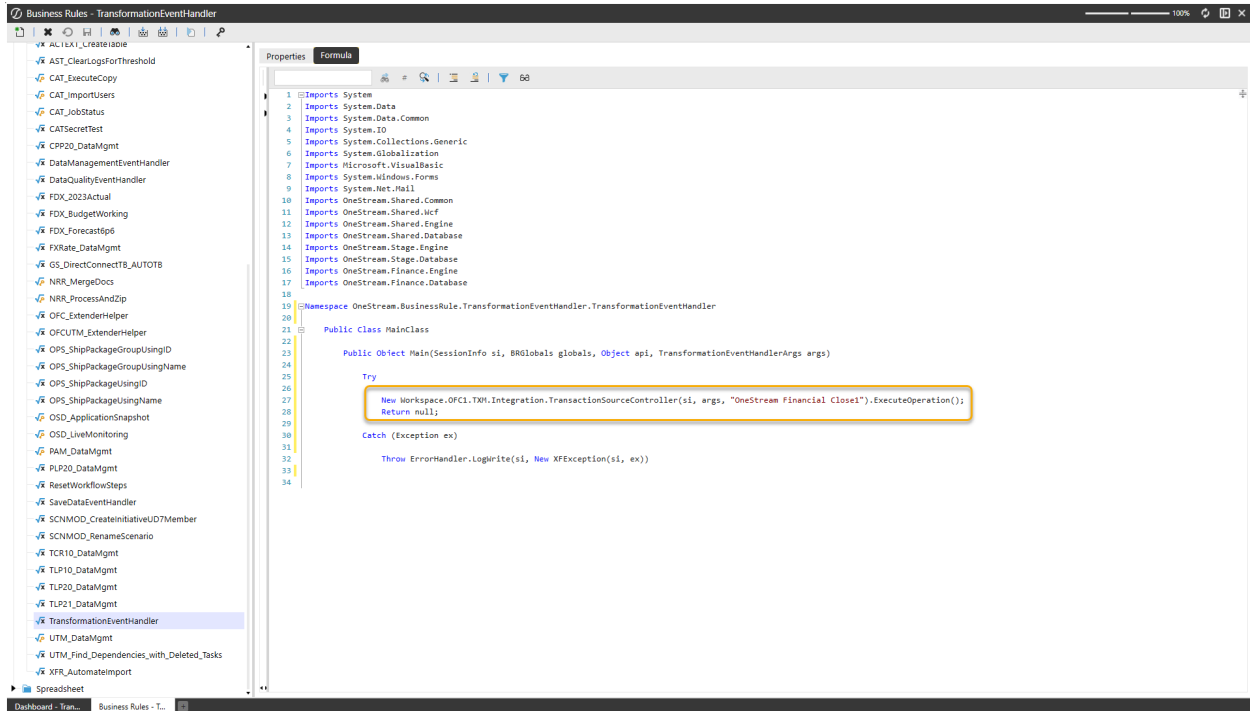 Business Rules - TransformationEventHandler
100%
ACTEXT_CreateTable
AST_ClearLogsForThreshold
CAT_ExecuteCopy
CAT_ImportUsers
CAT_JobStatus
CATSecretTest
CPP20_DataMgmt
DataManagementEventHandler
DataQualityEventHandler
FDX_2023Actual
FDX_BudgetWorking
FDX_Forecast6p6
FXRate_DataMgmt
GS_DirectConnectTB_AUTOTB
NRR_MergeDocs
NRR_ProcessAndZip
OFC_ExtenderHelper
OFCUTM_ExtenderHelper
OPS_ShipPackageGroupUsingID
OPS_ShipPackageGroupUsingName
OPS_ShipPackageUsingID
OPS_ShipPackageUsingName
OSD_ApplicationSnapshot
OSD_LiveMonitoring
PAM_DataMgmt
PLP20_DataMgmt
ResetWorkflowSteps
SaveDataEventHandler
SCNMOD_CreateInitiativeUD7Member
SCNMOD_RenameScenario
TCR10_DataMgmt
TLP10_DataMgmt
TLP20_DataMgmt
TLP21_DataMgmt
TransformationEventHandler
UTM_DataMgmt
UTM_Find_Dependencies_with_Deleted_Tasks
XFR_AutomateImport
Spreadsheet
Properties Formula
1 Imports System
2 Imports System.Data
3 Imports System.Data.Common
4 Imports System.IO
5 Imports System.Collections.Generic
6 Imports System.Globalization
7 Imports Microsoft.VisualBasic
8 Imports System.Windows.Forms
9 Imports System.Net.Mail
10 Imports OneStream.Shared.Common
11 Imports OneStream.Shared.Wcf
12 Imports OneStream.Shared.Engine
13 Imports OneStream.Shared.Database
14 Imports OneStream.Stage.Engine
15 Imports OneStream.Stage.Database
16 Imports OneStream.Finance.Engine
17 Imports OneStream.Finance.Database
18
19 Namespace OneStream.BusinessRule.TransformationEventHandler.TransformationEventHandler
20
21 Public Class MainClass
22
23 Public Object Main(SessionInfo si, BRGlobals globals, Object api, TransformationEventHandlerArgs args)
24
25 Try
26
27 New Workspace.OFC1.TXM.Integration.TransactionSourceController(si, args, "OneStream Financial Close1").ExecuteOperation();
28 Return null;
29
30 Catch (Exception ex)
31
32 Throw ErrorHandler.LogWrite(si, New XFException(si, ex))
33
34
Dashboard - Tran... Business Rules - T...